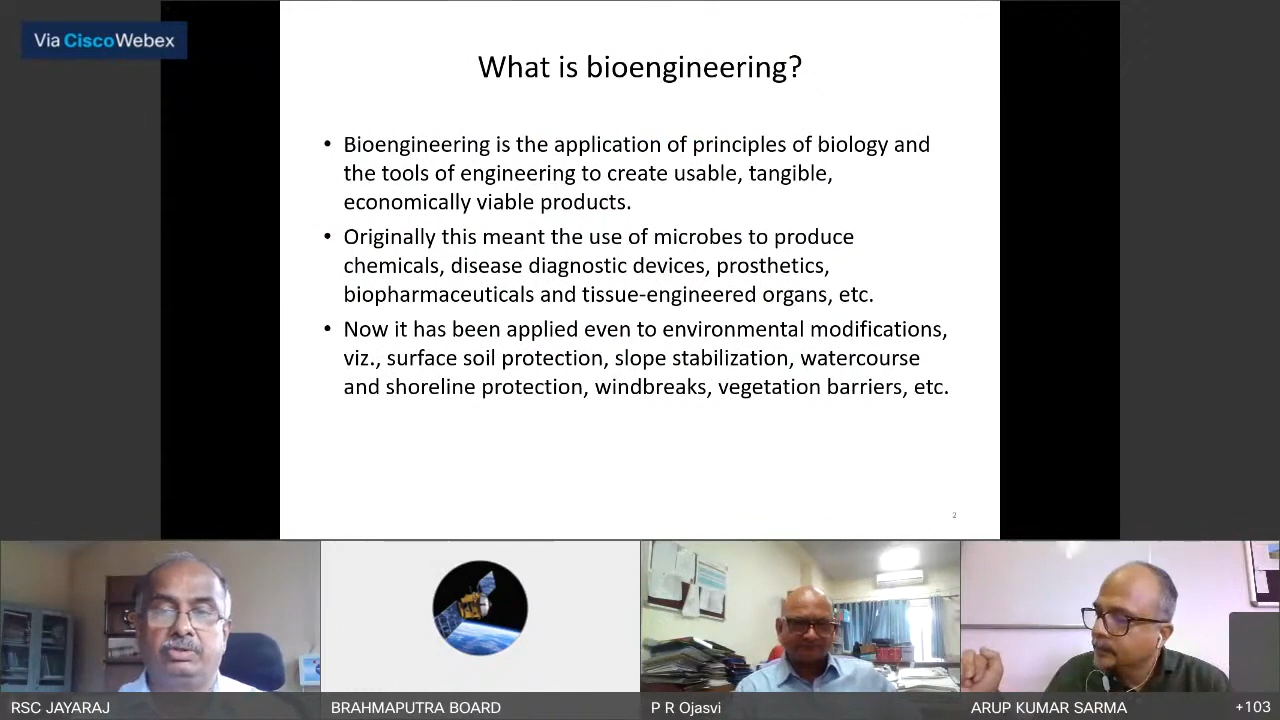 Via CiscoWebex
What is bioengineering?
• Bioengineering is the application of principles of biology and
the tools of engineering to create usable, tangible,
economically viable products.
• Originally this meant the use of microbes to produce
chemicals, disease diagnostic devices, prosthetics,
biopharmaceuticals and tissue-engineered organs, etc.
• Now it has been applied even to environmental modifications,
viz., surface soil protection, slope stabilization, watercourse
and shoreline protection, windbreaks, vegetation barriers, etc.
2
RSC JAYARAJ
BRAHMAPUTRA BOARD
P R Ojasvi
ARUP KUMAR SARMA
+103